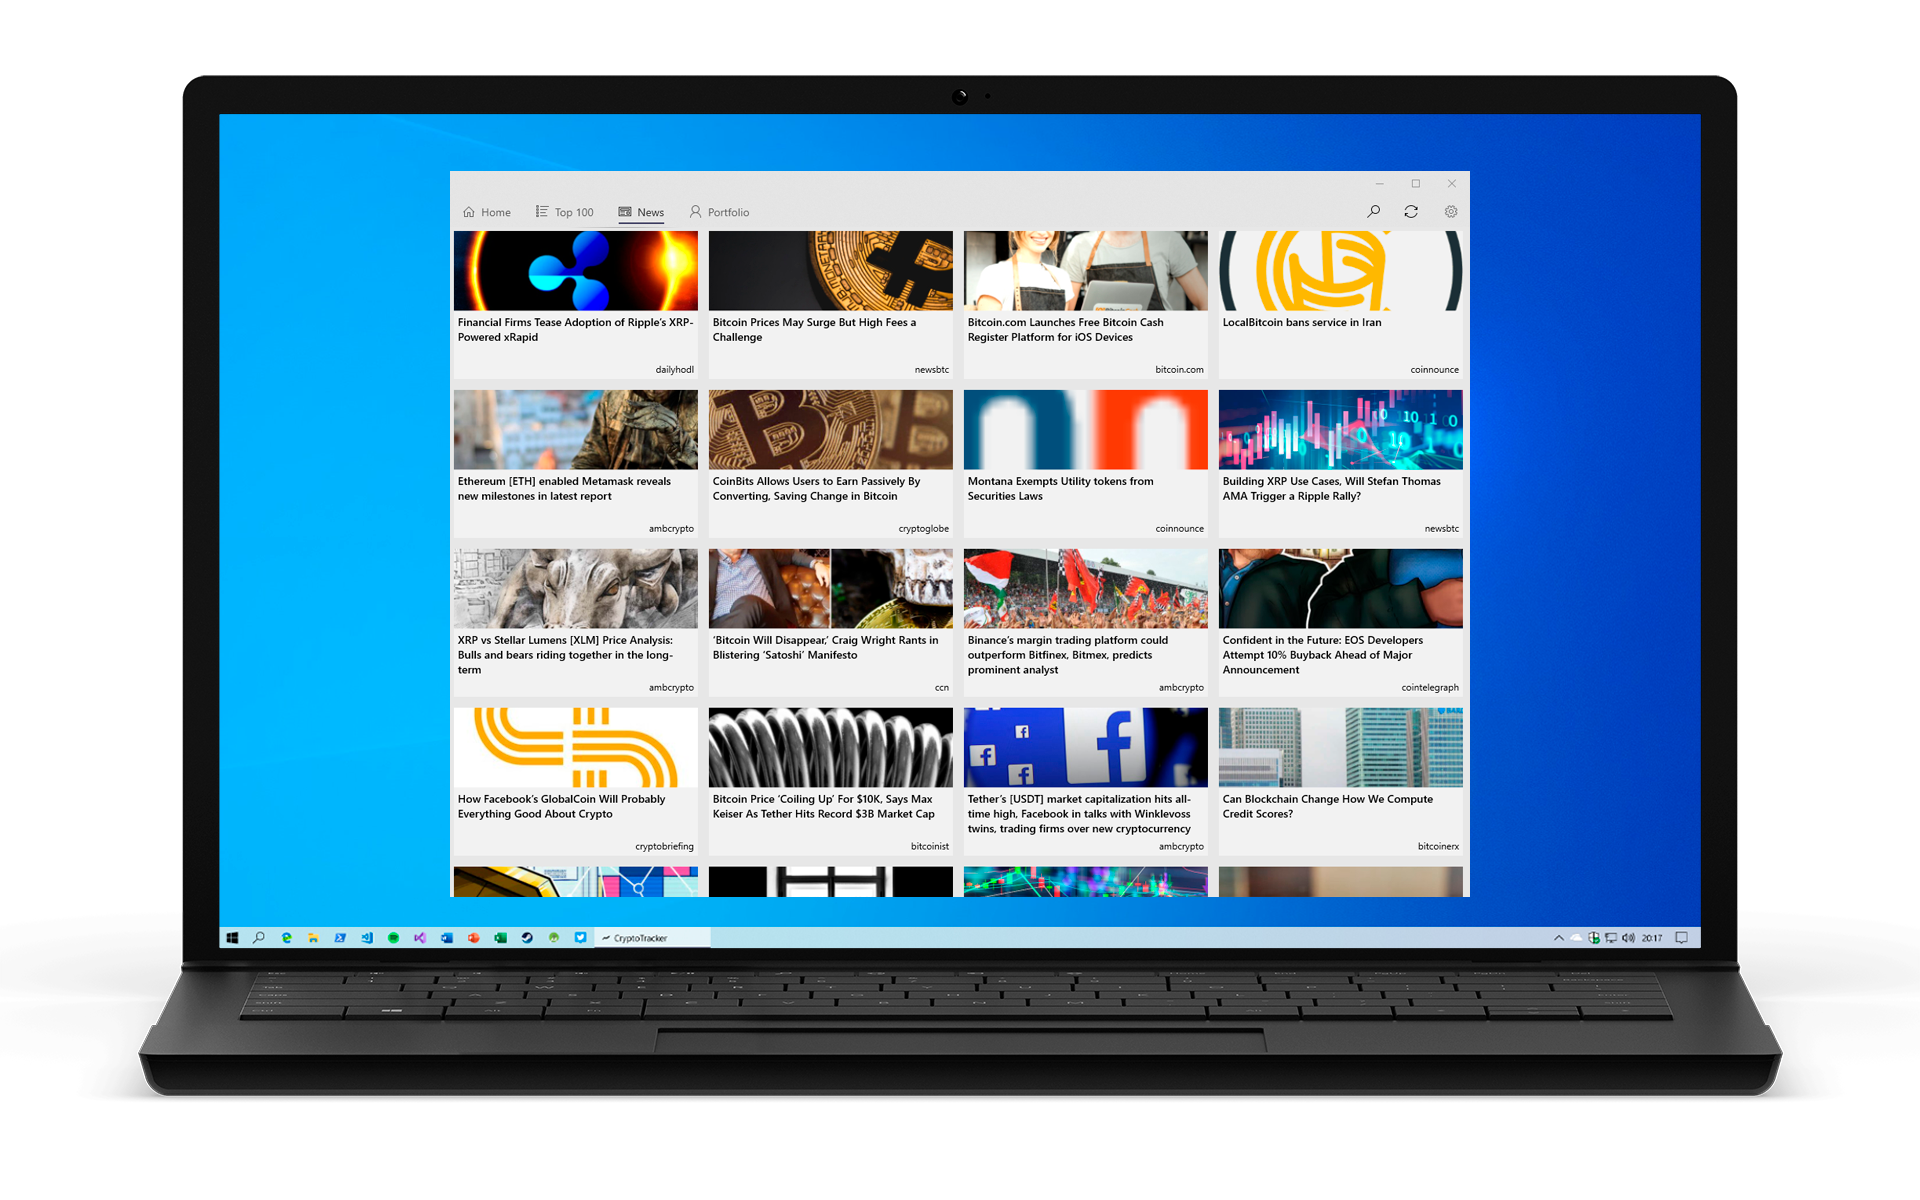 Home
Top 100
News
Portfolio
Financial Firms Tease Adoption of Ripple's XRP-
Powered xRapid
dailyhodl
Bitcoin Prices May Surge But High Fees a
Challenge
newsbtc
Bitcoin.com Launches Free Bitcoin Cash
Register Platform for iOS Devices
bitcoin.com
LocalBitcoin bans service in Iran
coinnounce
Ethereum [ETH] enabled Metamask reveals
new milestones in latest report
ambcrypto
CoinBits Allows Users to Earn Passively By
Converting, Saving Change in Bitcoin
cryptoglobe
Montana Exempts Utility tokens from
Securities Laws
coinnounce
Building XRP Use Cases, Will Stefan Thomas
AMA Trigger a Ripple Rally?
newsbtc
XRP vs Stellar Lumens [XLM] Price Analysis:
Bulls and bears riding together in the long-
term
ambcrypto
‘Bitcoin Will Disappear,’ Craig Wright Rants in
Blistering ‘Satoshi’ Manifesto
ccn
Binance’s margin trading platform could
outperform Bitfinex, Bitmex, predicts
prominent analyst
ambcrypto
Confident in the Future: EOS Developers
Attempt 10% Buyback Ahead of Major
Announcement
cointelegraph
How Facebook’s GlobalCoin Will Probably
Everything Good About Crypto
cryptobriefing
Bitcoin Price ‘Coiling Up’ For $10K, Says Max
Keiser As Tether Hits Record $3B Market Cap
bitcoinist
Tether’s [USDT] market capitalization hits all-
time high, Facebook in talks with Winklevoss
twins, trading firms over new cryptocurrency
ambcrypto
Can Blockchain Change How We Compute
Credit Scores?
bitcoinerx
CryptoTracker
20:17